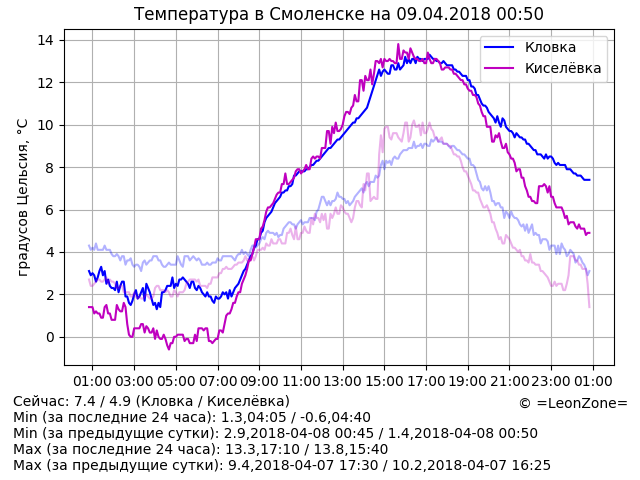 Температура в Смоленске на 09.04.2018 00:50
градусов Цельсия, °C
14
12
10
8
6
4
2
0
Кловка
Киселёвка
01:00 03:00 05:00 07:00 09:00 11:00 13:00 15:00 17:00 19:00 21:00 23:00 01:00
Сейчас: 7.4 / 4.9 (Кловка / Киселёвка)
© =LeonZone=
Min (за последние 24 часа): 1.3,04:05 / -0.6,04:40
Min (за предыдущие сутки): 2.9,2018-04-08 00:45 / 1.4,2018-04-08 00:50
Max (за последние 24 часа): 13.3,17:10 / 13.8,15:40
Max (за предыдущие сутки): 9.4,2018-04-07 17:30 / 10.2,2018-04-07 16:25